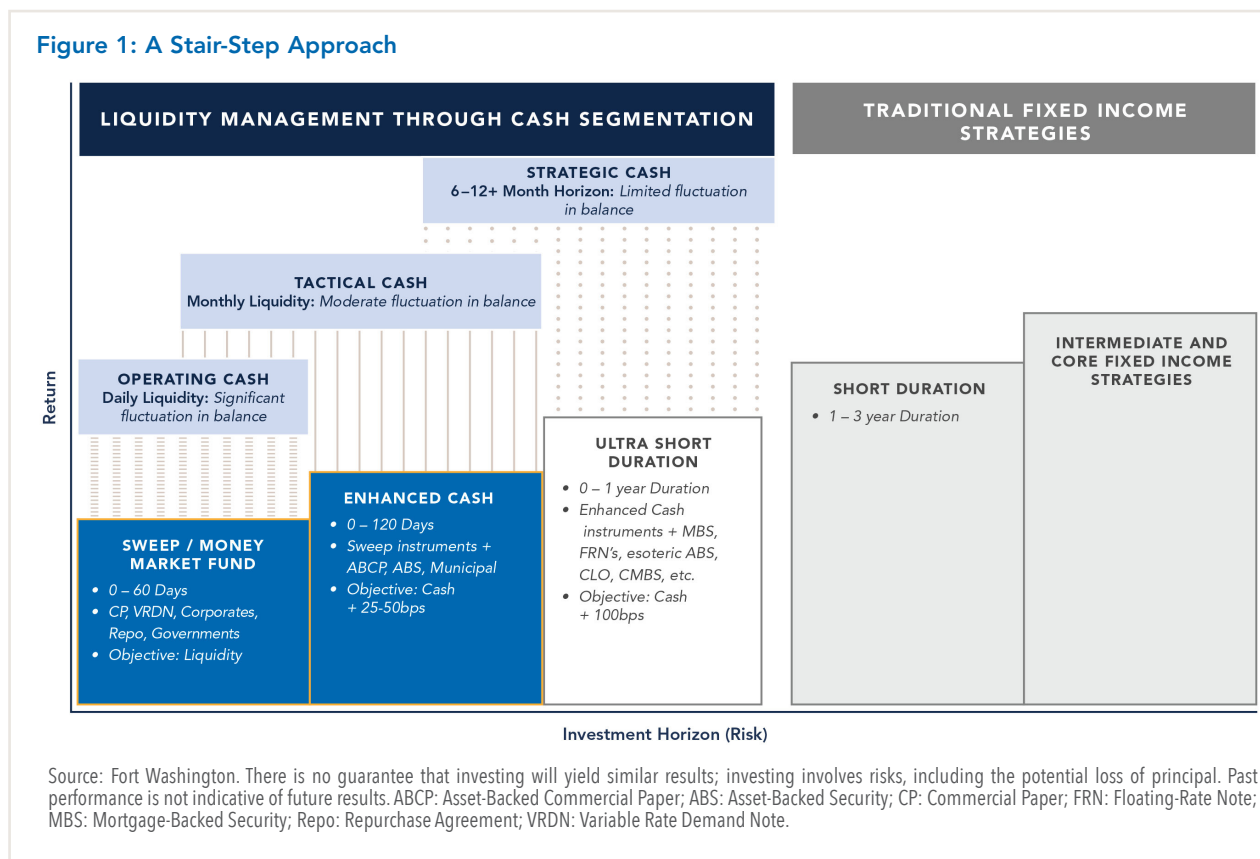 Figure 1: A Stair-Step Approach
LIQUIDITY MANAGEMENT THROUGH CASH SEGMENTATION
TRADITIONAL FIXED INCOME
STRATEGIES
STRATEGIC CASH
6–12+ Month Horizon: Limited fluctuation
in balance
TACTICAL CASH
Monthly Liquidity: Moderate fluctuation in balance
OPERATING CASH
Daily Liquidity: Significant
fluctuation in balance
Return
SWEEP / MONEY
MARKET FUND
• 0 – 60 Days
• CP, VRDN, Corporates,
Repo, Governments
• Objective: Liquidity
ENHANCED CASH
• 0 – 120 Days
• Sweep instruments +
ABCP, ABS, Municipal
• Objective: Cash
+ 25-50bps
ULTRA SHORT
DURATION
• 0 – 1 year Duration
• Enhanced Cash
instruments + MBS,
FRN’s, esoteric ABS,
CLO, CMBS, etc.
• Objective: Cash
+ 100bps
SHORT DURATION
• 1 – 3 year Duration
INTERMEDIATE AND
CORE FIXED INCOME
STRATEGIES
Investment Horizon (Risk)
Source: Fort Washington. There is no guarantee that investing will yield similar results; investing involves risks, including the potential loss of principal. Past
performance is not indicative of future results. ABCP: Asset-Backed Commercial Paper; ABS: Asset-Backed Security; CP: Commercial Paper; FRN: Floating-Rate Note;
MBS: Mortgage-Backed Security; Repo: Repurchase Agreement; VRDN: Variable Rate Demand Note.